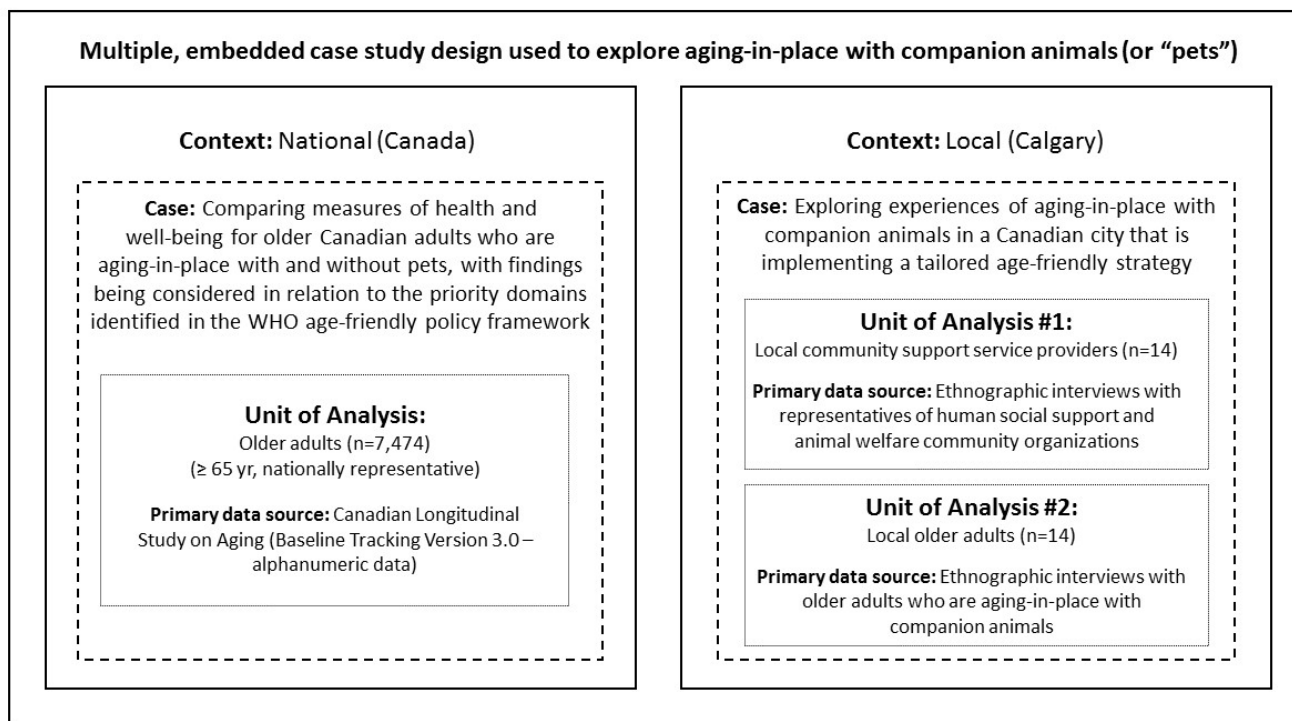 Multiple, embedded case study design used to explore aging-in-place with companion animals (or “pets”)
Context: National (Canada)
Case: Comparing measures of health and
well-being for older Canadian adults who are
aging-in-place with and without pets, with findings
being considered in relation to the priority domains
identified in the WHO age-friendly policy framework
Unit of Analysis:
Older adults (n=7,474)
(≥ 65 yr, nationally representative)
Primary data source: Canadian Longitudinal
Study on Aging (Baseline Tracking Version 3.0 –
alphanumeric data)
Context: Local (Calgary)
Case: Exploring experiences of aging-in-place with
companion animals in a Canadian city that is
implementing a tailored age-friendly strategy
Unit of Analysis #1:
Local community support service providers (n=14)
Primary data source: Ethnographic interviews with
representatives of human social support and
animal welfare community organizations
Unit of Analysis #2:
Local older adults (n=14)
Primary data source: Ethnographic interviews with
older adults who are aging-in-place with
companion animals